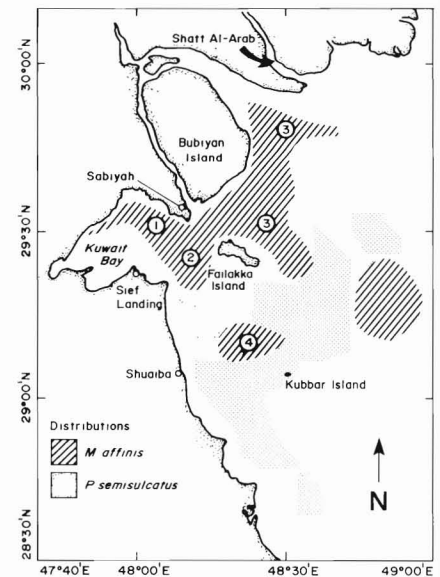 30°00'N
Shatt Al-Arab
3
Bubiyan
Island
Sabiyah
29°30'N
1
3
Kuwait
Bay
2
Failakka
Island
Sief
Landing
4
Shuaiba
Kubbar Island
29°00'N
Distributions
M affinis
P semisulcatus
N
28°30'N
47°40'E
48°00'E
48°30'E
49°00'E